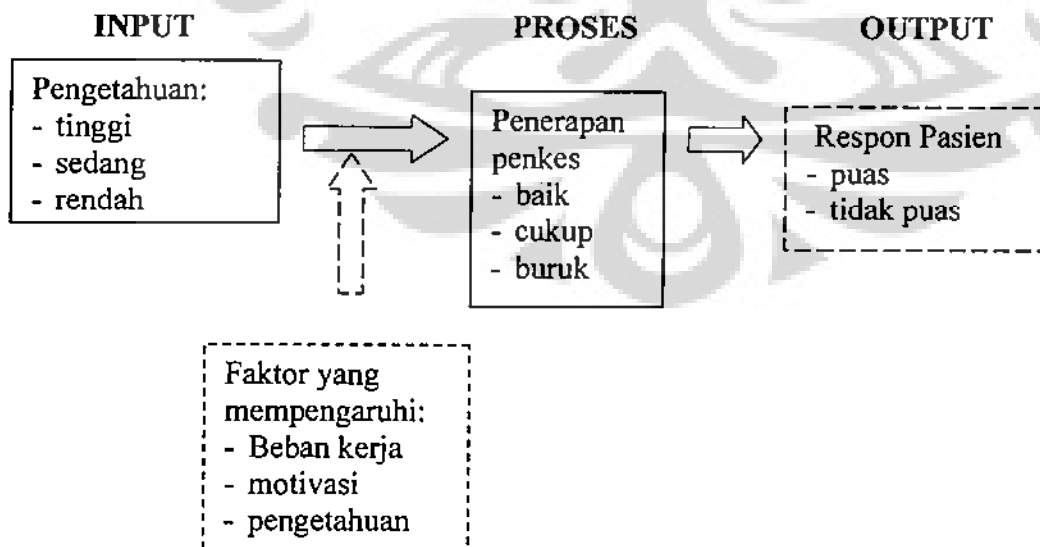 INPUT
PROSES
OUTPUT
Pengetahuan:
- tinggi
- sedang
- rendah
Penerapan
penkes
- baik
- cukup
- buruk
Respon Pasien
- puas
- tidak puas
Faktor yang
mempengaruhi:
- Beban kerja
- motivasi
- pengetahuan